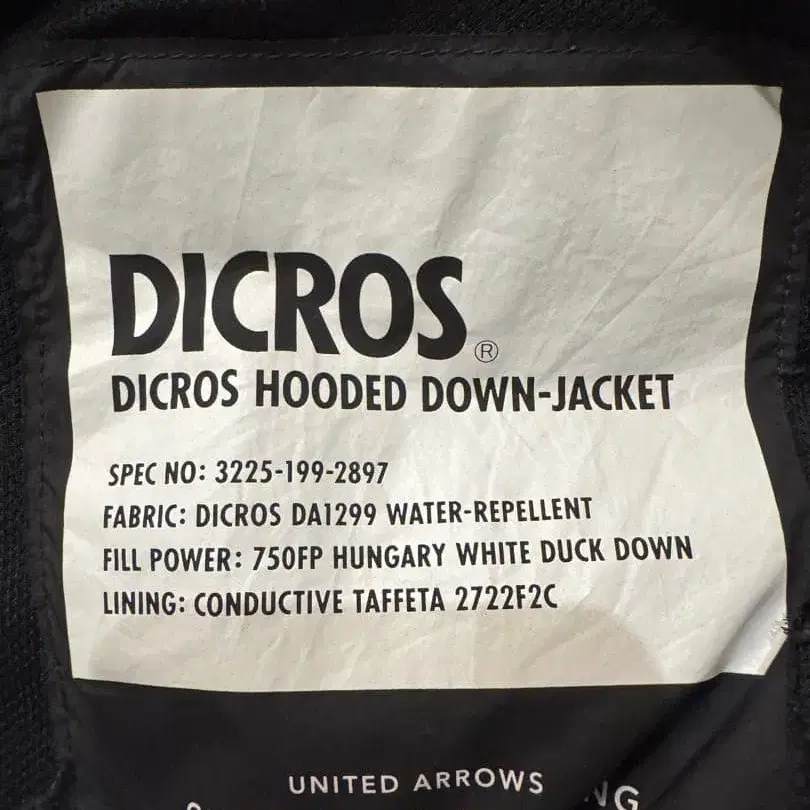 DICROS®
DICROS HOODED DOWN-JACKET
SPEC NO: 3225-199-2897
FABRIC: DICROS DA1299 WATER-REPELLENT
FILL POWER: 750FP HUNGARY WHITE DUCK DOWN
LINING: CONDUCTIVE TAFFETA 2722F2C
UNITED ARROWS